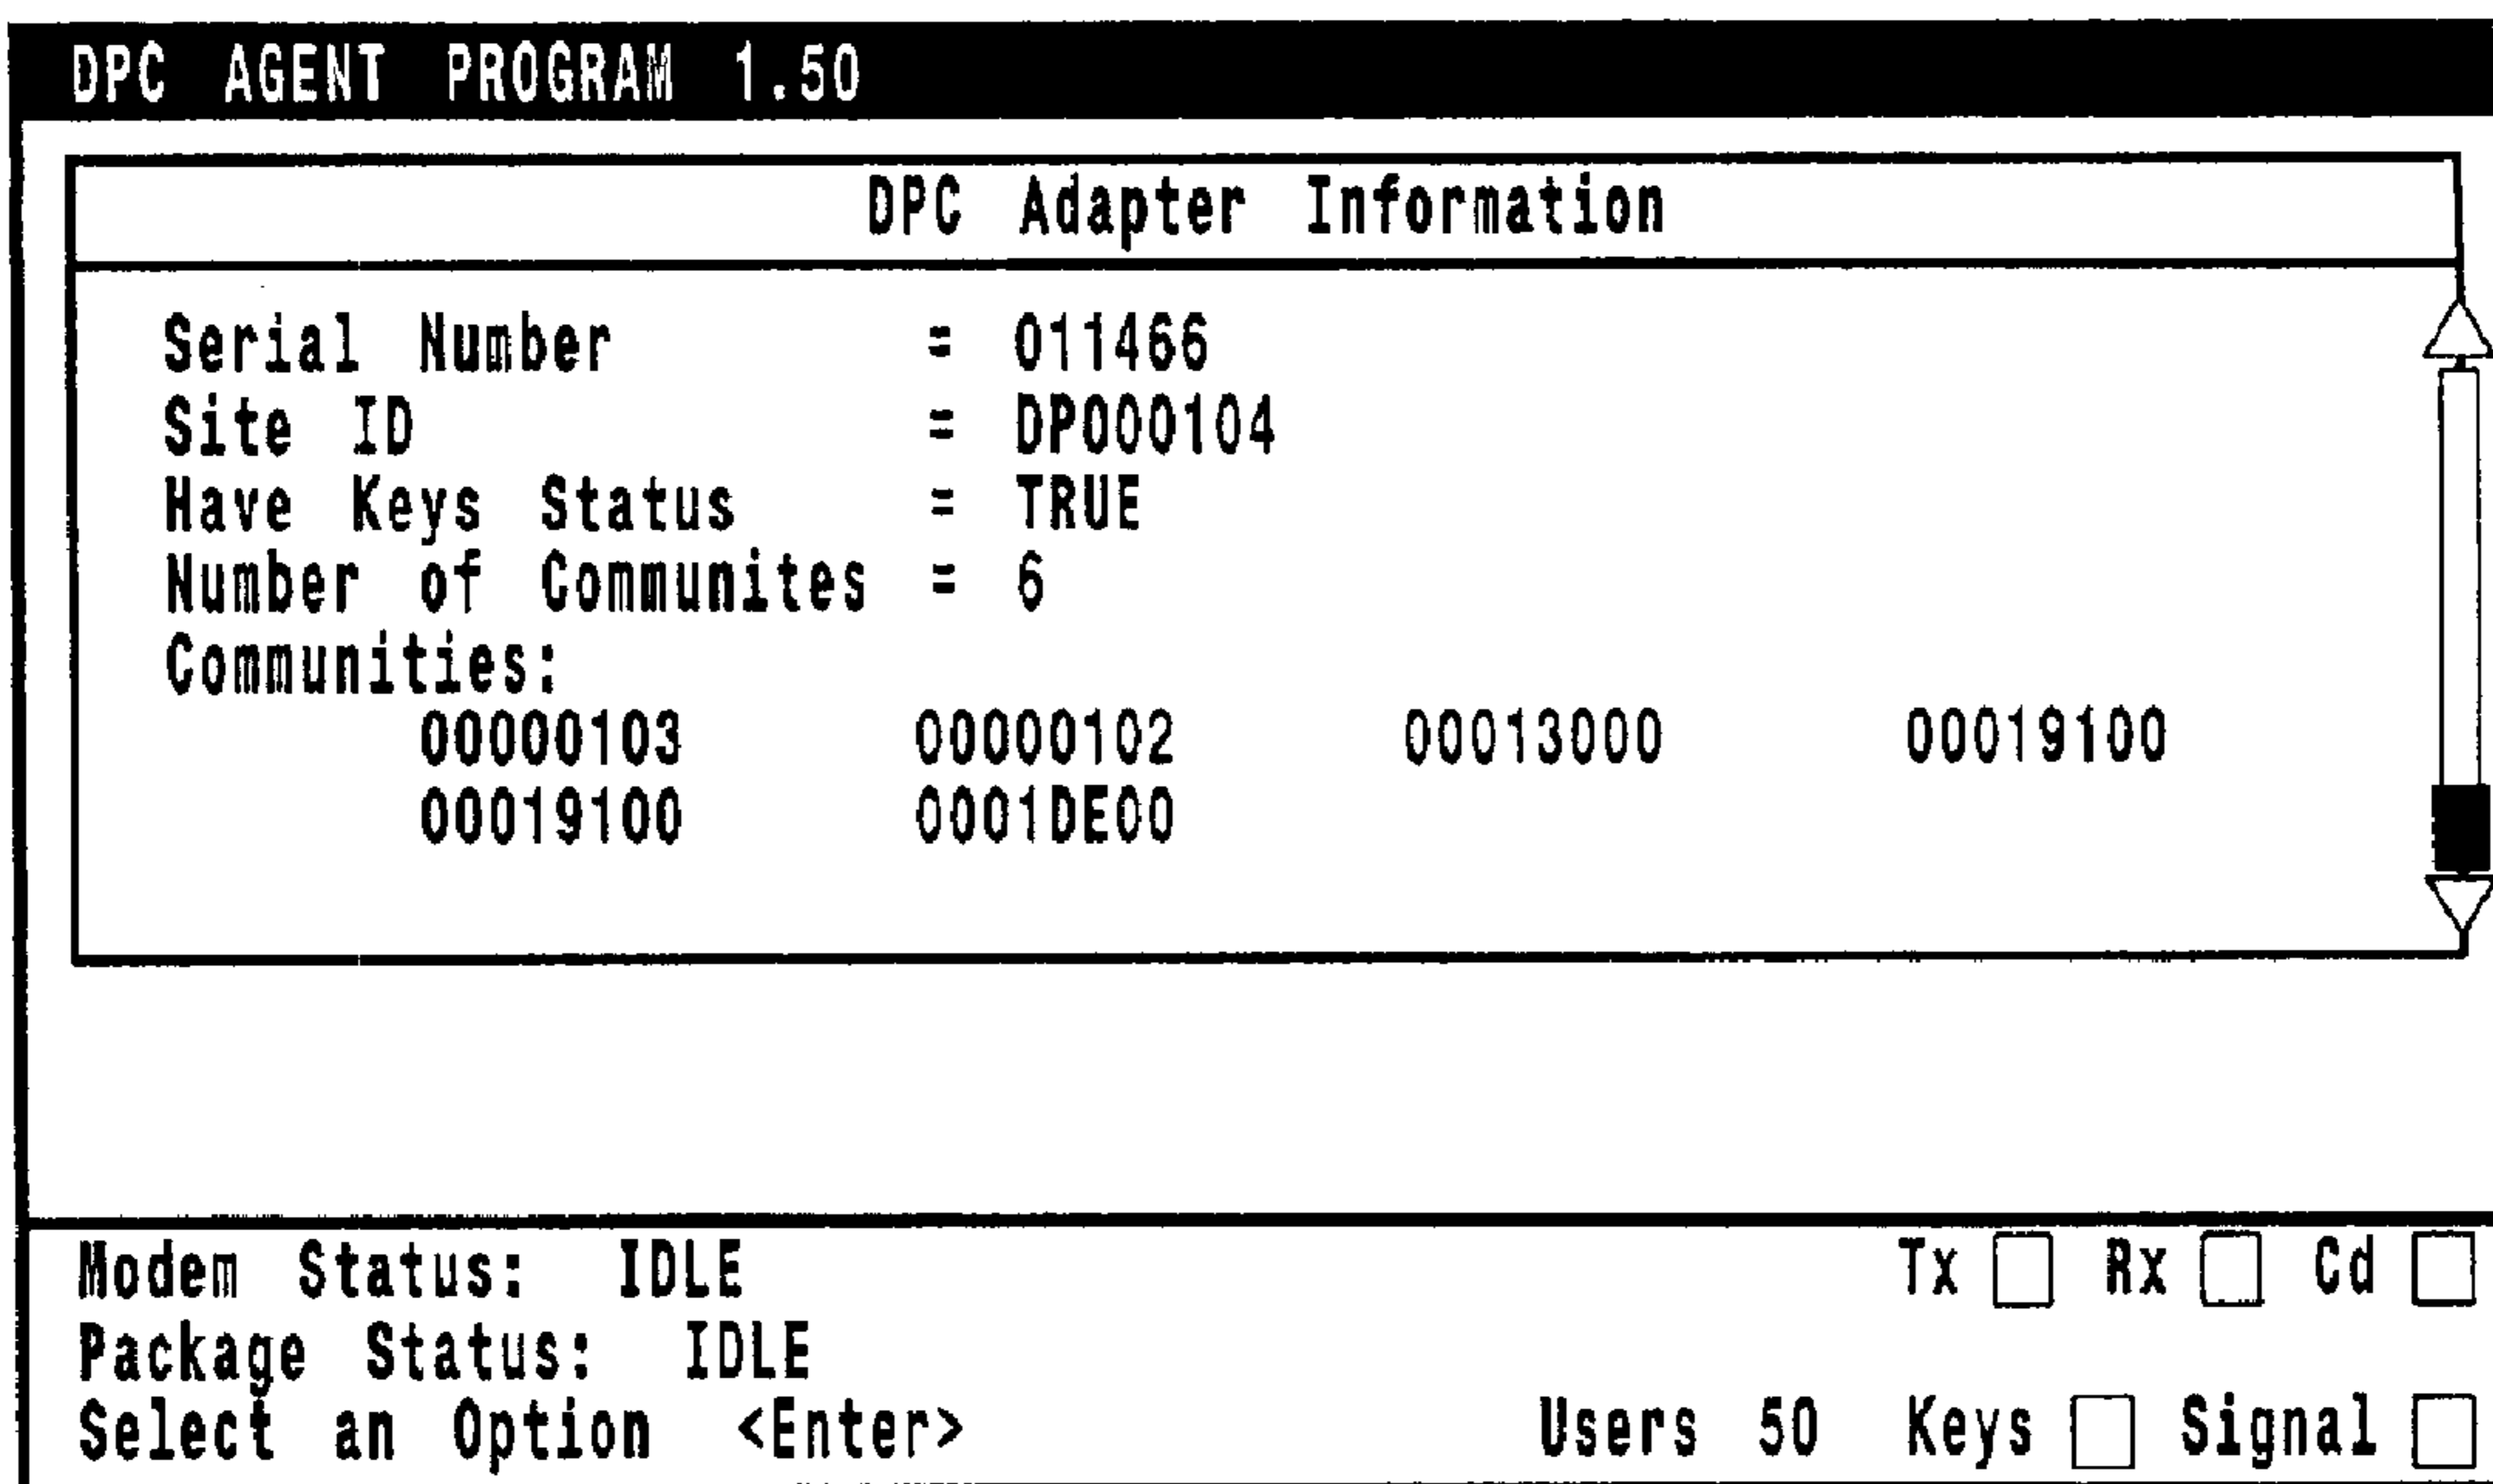 DPC AGENT PROGRAM 1.50
DPC Adapter Information
Serial Number = 011466
Site ID = DP000104
Have Keys Status = TRUE
Number of Communites = 6
Communities:
00000103 00000102 00013000 00019100
00019100 0001DE00
Modem Status: IDLE Tx Rx Cd
Package Status: IDLE
Select an Option <Enter> Users 50 Keys Signal